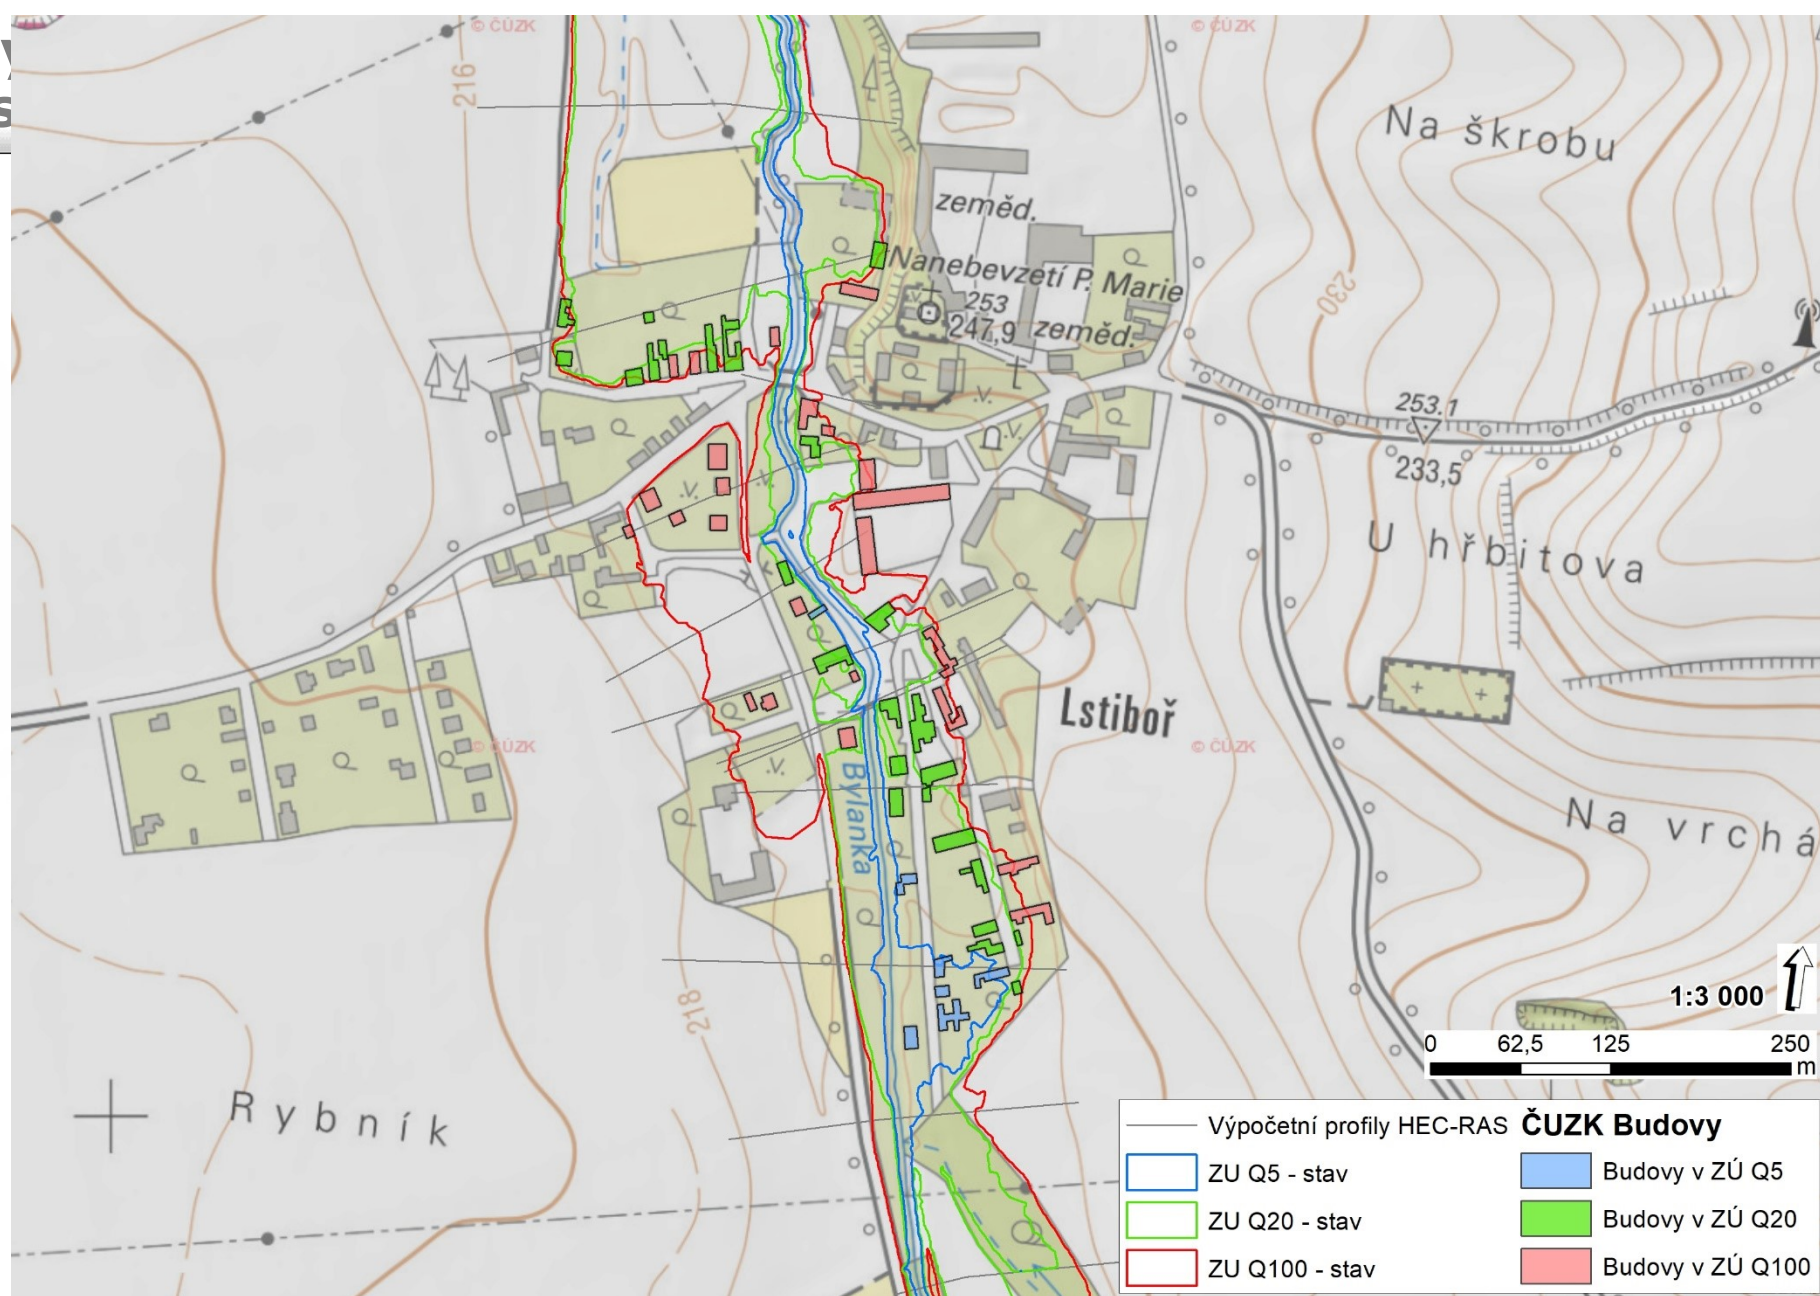 © ČÚZK
© ČÚZK
216
Na škrobu
zeměd.
Nanebevzetí P. Marie
253
247,9
zeměd.
230
253.1
233,5
U hřbitova
Lstiboř
© ČÚZK
© ČÚZK
Bylanka
Na vrchá
218
1:3 000
0 62,5 125 250
m
Rybník
Výpočetní profily HEC-RAS
ZU Q5 - stav
ZU Q20 - stav
ZU Q100 - stav
ČUZK Budovy
Budovy v ZÚ Q5
Budovy v ZÚ Q20
Budovy v ZÚ Q100